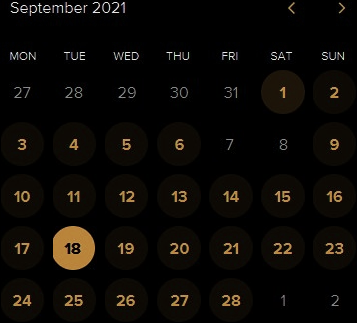 September 2021
MON TUE WED THU FRI SAT SUN
27 28 29 30 31 1 2
3 4 5 6 7 8 9
10 11 12 13 14 15 16
17 18 19 20 21 22 23
24 25 26 27 28 1 2